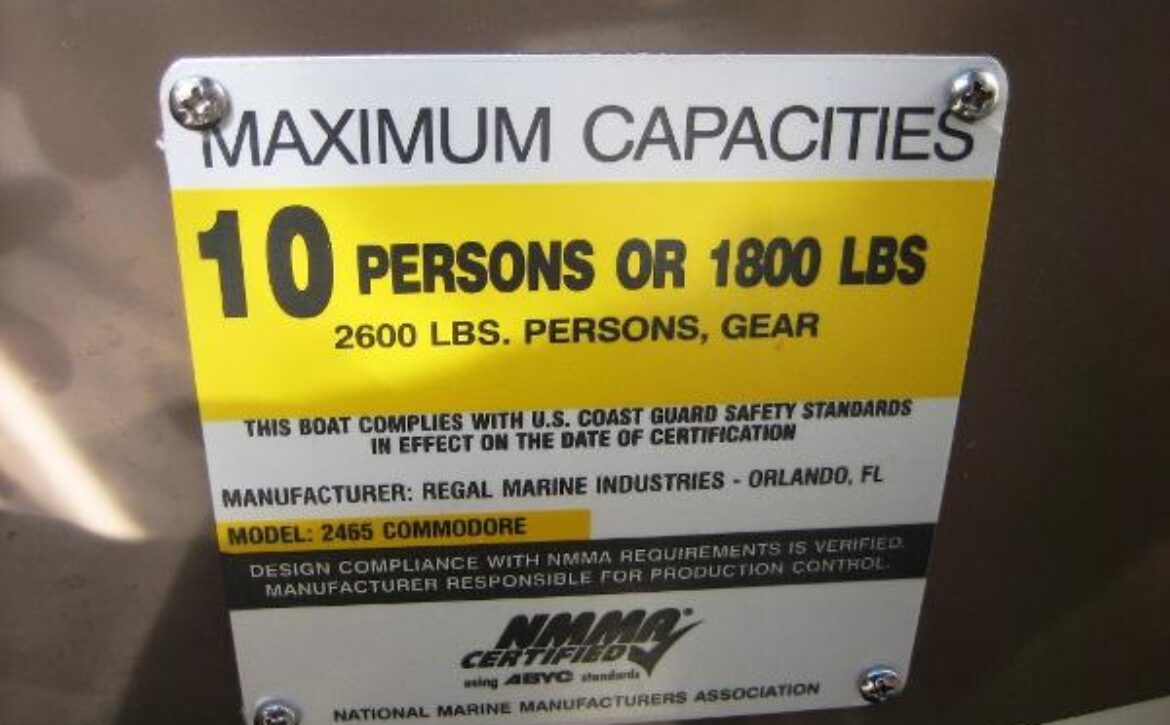 MAXIMUM CAPACITIES
10 PERSONS OR 1800 LBS
2600 LBS. PERSONS, GEAR
THIS BOAT COMPLIES WITH U.S. COAST GUARD SAFETY STANDARDS
IN EFFECT ON THE DATE OF CERTIFICATION
MANUFACTURER: REGAL MARINE INDUSTRIES - ORLANDO, FL
MODEL: 2465 COMMODORE
DESIGN COMPLIANCE WITH NMMA REQUIREMENTS IS VERIFIED.
MANUFACTURER RESPONSIBLE FOR PRODUCTION CONTROL.
NMMA®
CERTIFIED
using ABYC standards
NATIONAL MARINE MANUFACTURERS ASSOCIATION